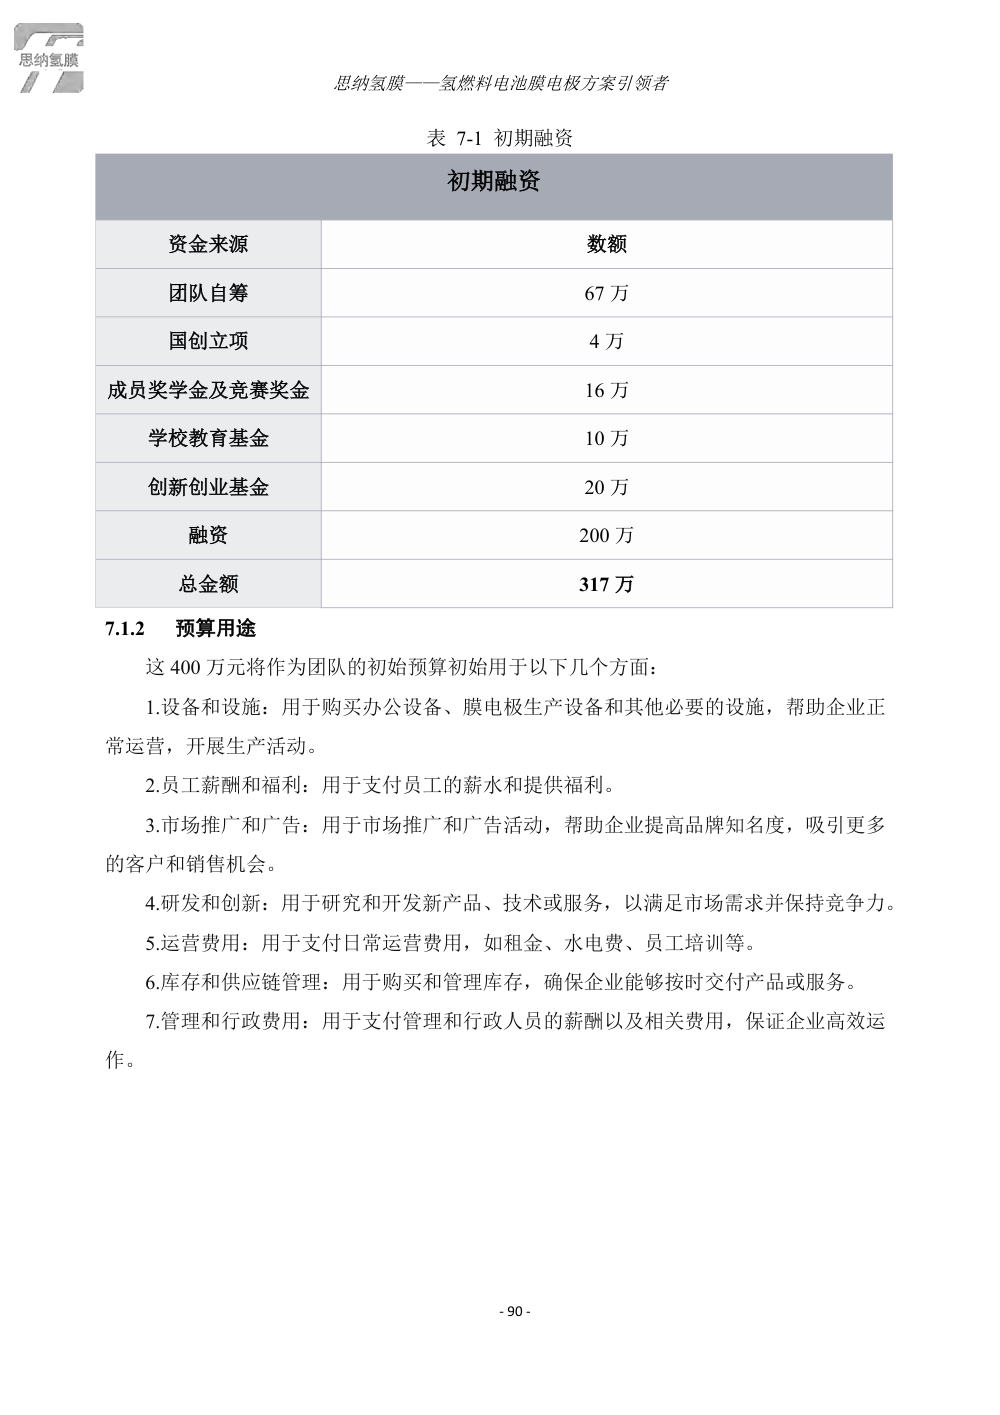 思纳氢膜
思纳氢膜——氢燃料电池膜电极方案引领者
表 7-1 初期融资
初期融资
资金来源 数额
团队自筹 67 万
国创立项 4 万
成员奖学金及竞赛奖金 16 万
学校教育基金 10 万
创新创业基金 20 万
融资 200 万
总金额 317 万
7.1.2 预算用途
这 400 万元将作为团队的初始预算初始用于以下几个方面：
1.设备和设施：用于购买办公设备、膜电极生产设备和其他必要的设施，帮助企业正
常运营，开展生产活动。
2.员工薪酬和福利：用于支付员工的薪水和提供福利。
3.市场推广和广告：用于市场推广和广告活动，帮助企业提高品牌知名度，吸引更多
的客户和销售机会。
4.研发和创新：用于研究和开发新产品、技术或服务，以满足市场需求并保持竞争力。
5.运营费用：用于支付日常运营费用，如租金、水电费、员工培训等。
6.库存和供应链管理：用于购买和管理库存，确保企业能够按时交付产品或服务。
7.管理和行政费用：用于支付管理和行政人员的薪酬以及相关费用，保证企业高效运
作。
- 90 -